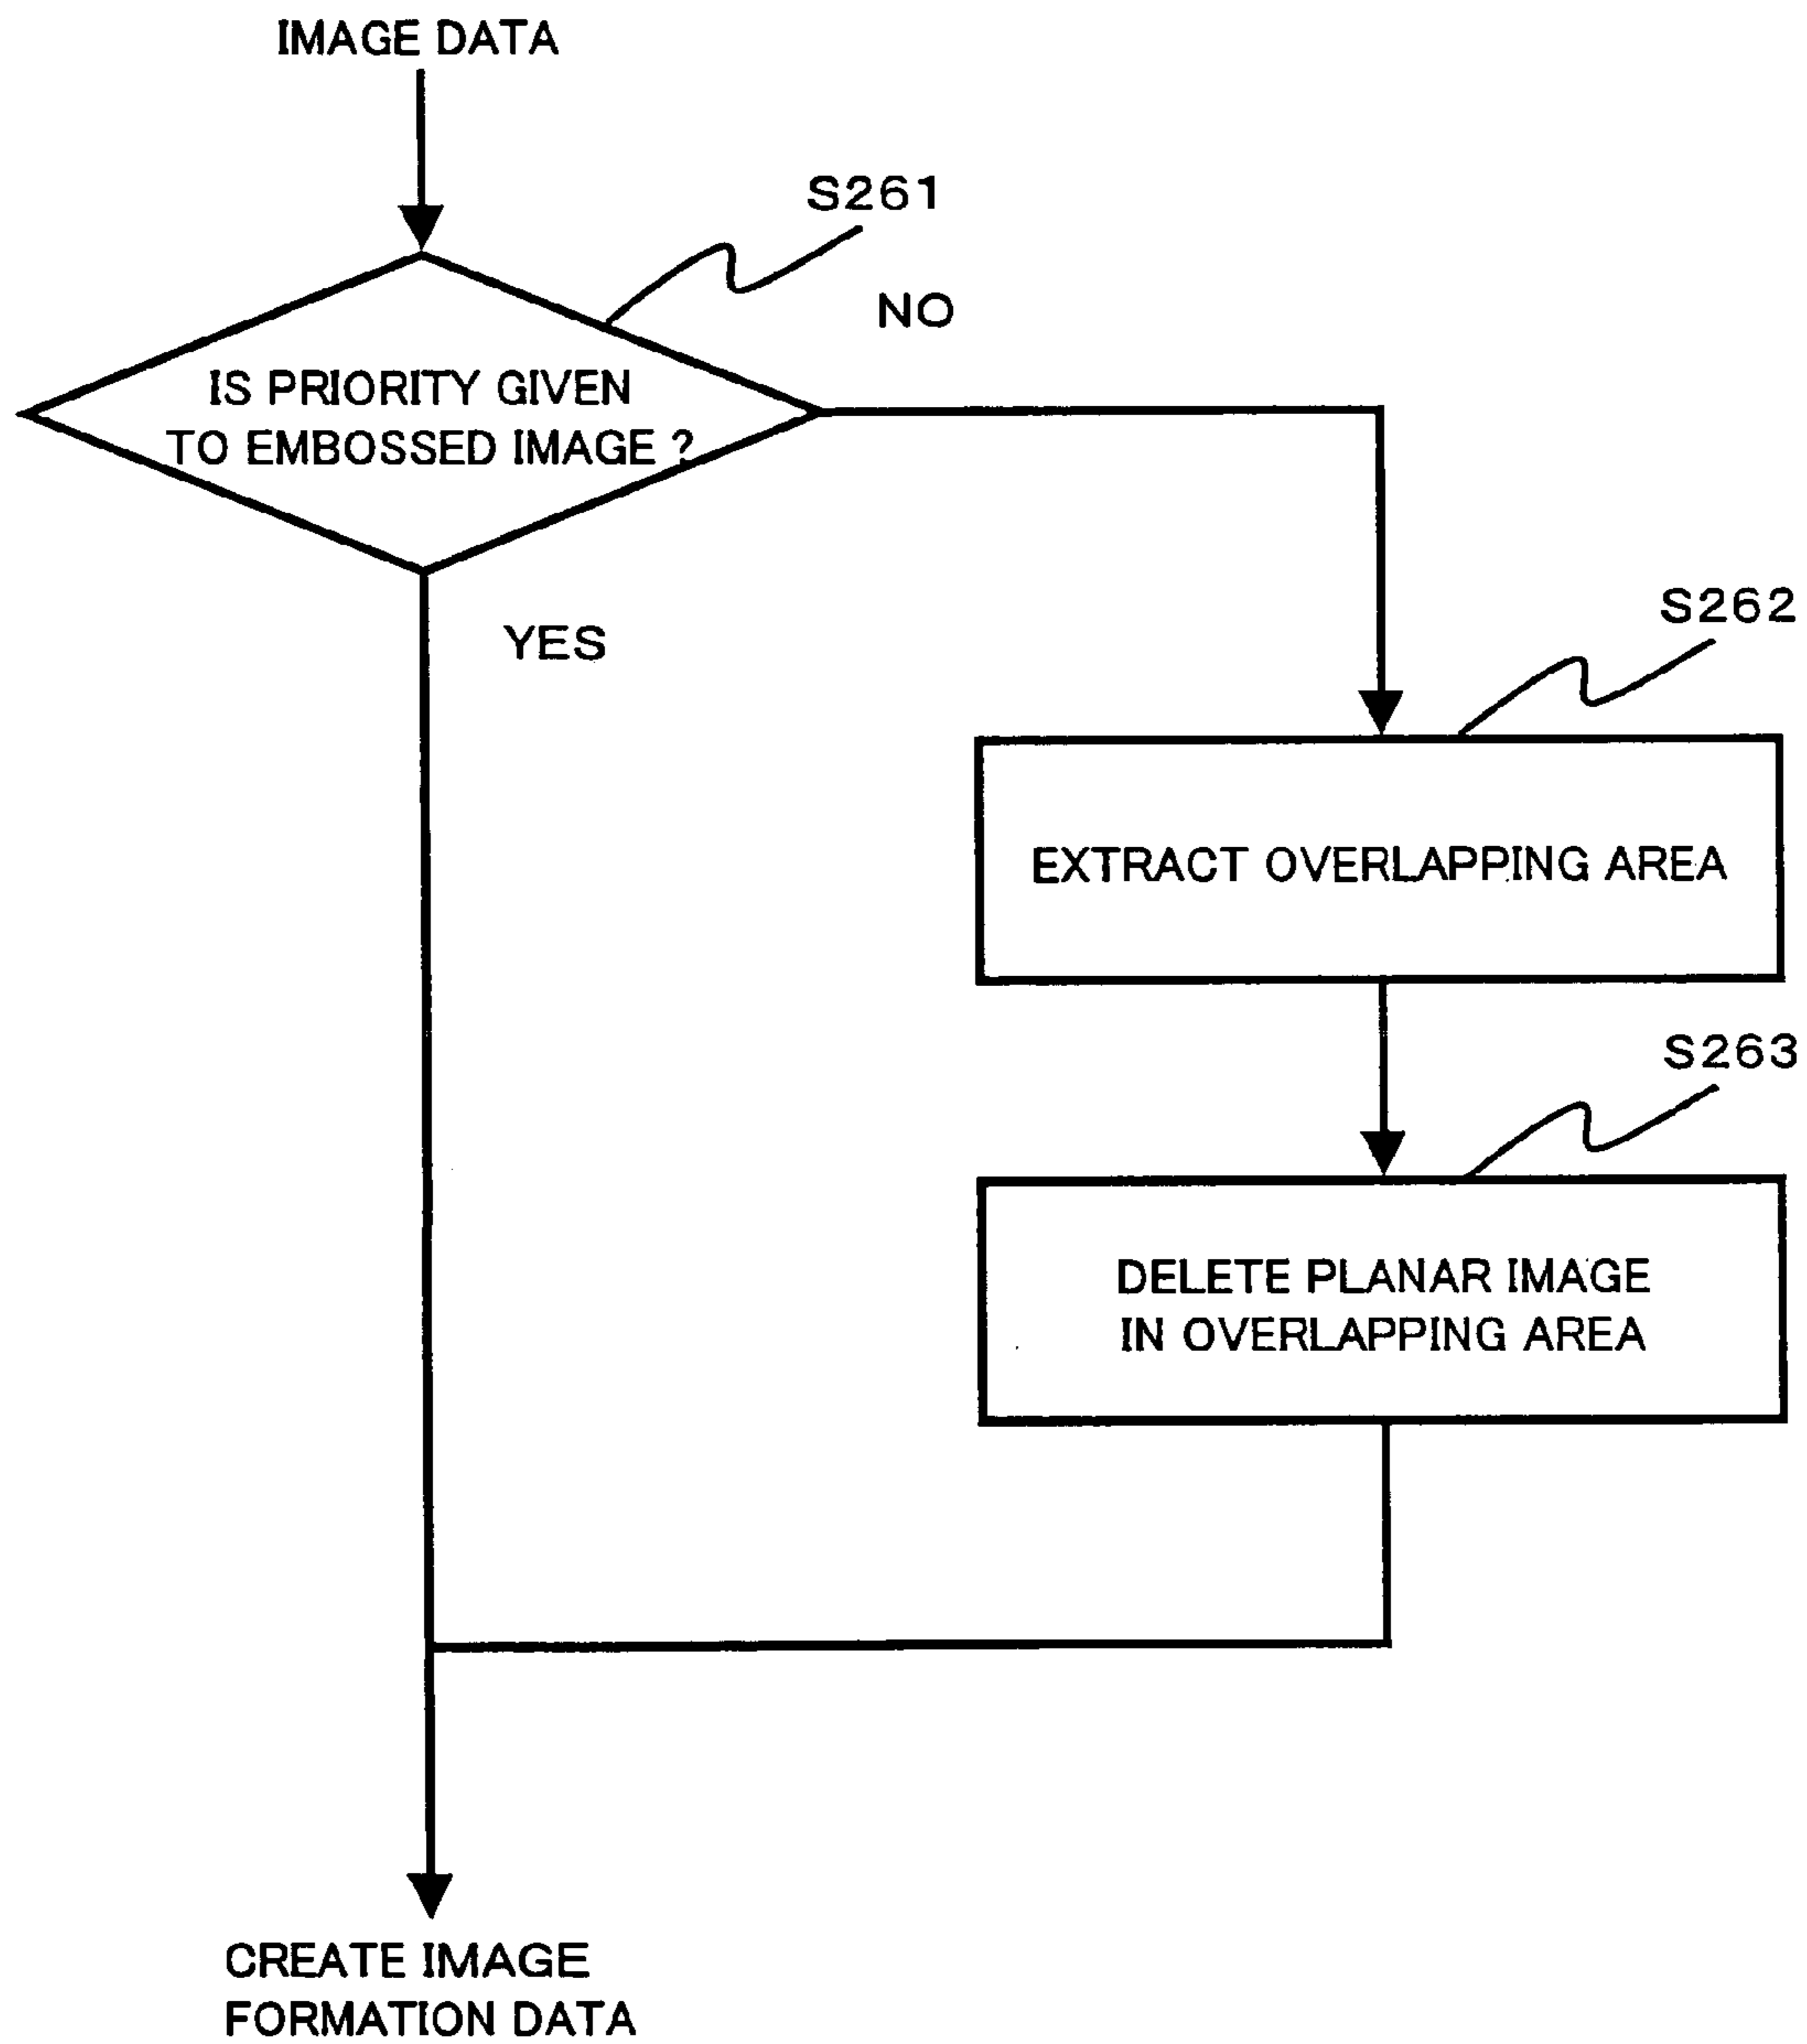 IMAGE DATA
S261
NO
IS PRIORITY GIVEN
TO EMBOSSED IMAGE ?
YES
S262
EXTRACT OVERLAPPING AREA
S263
DELETE PLANAR IMAGE
IN OVERLAPPING AREA
CREATE IMAGE
FORMATION DATA